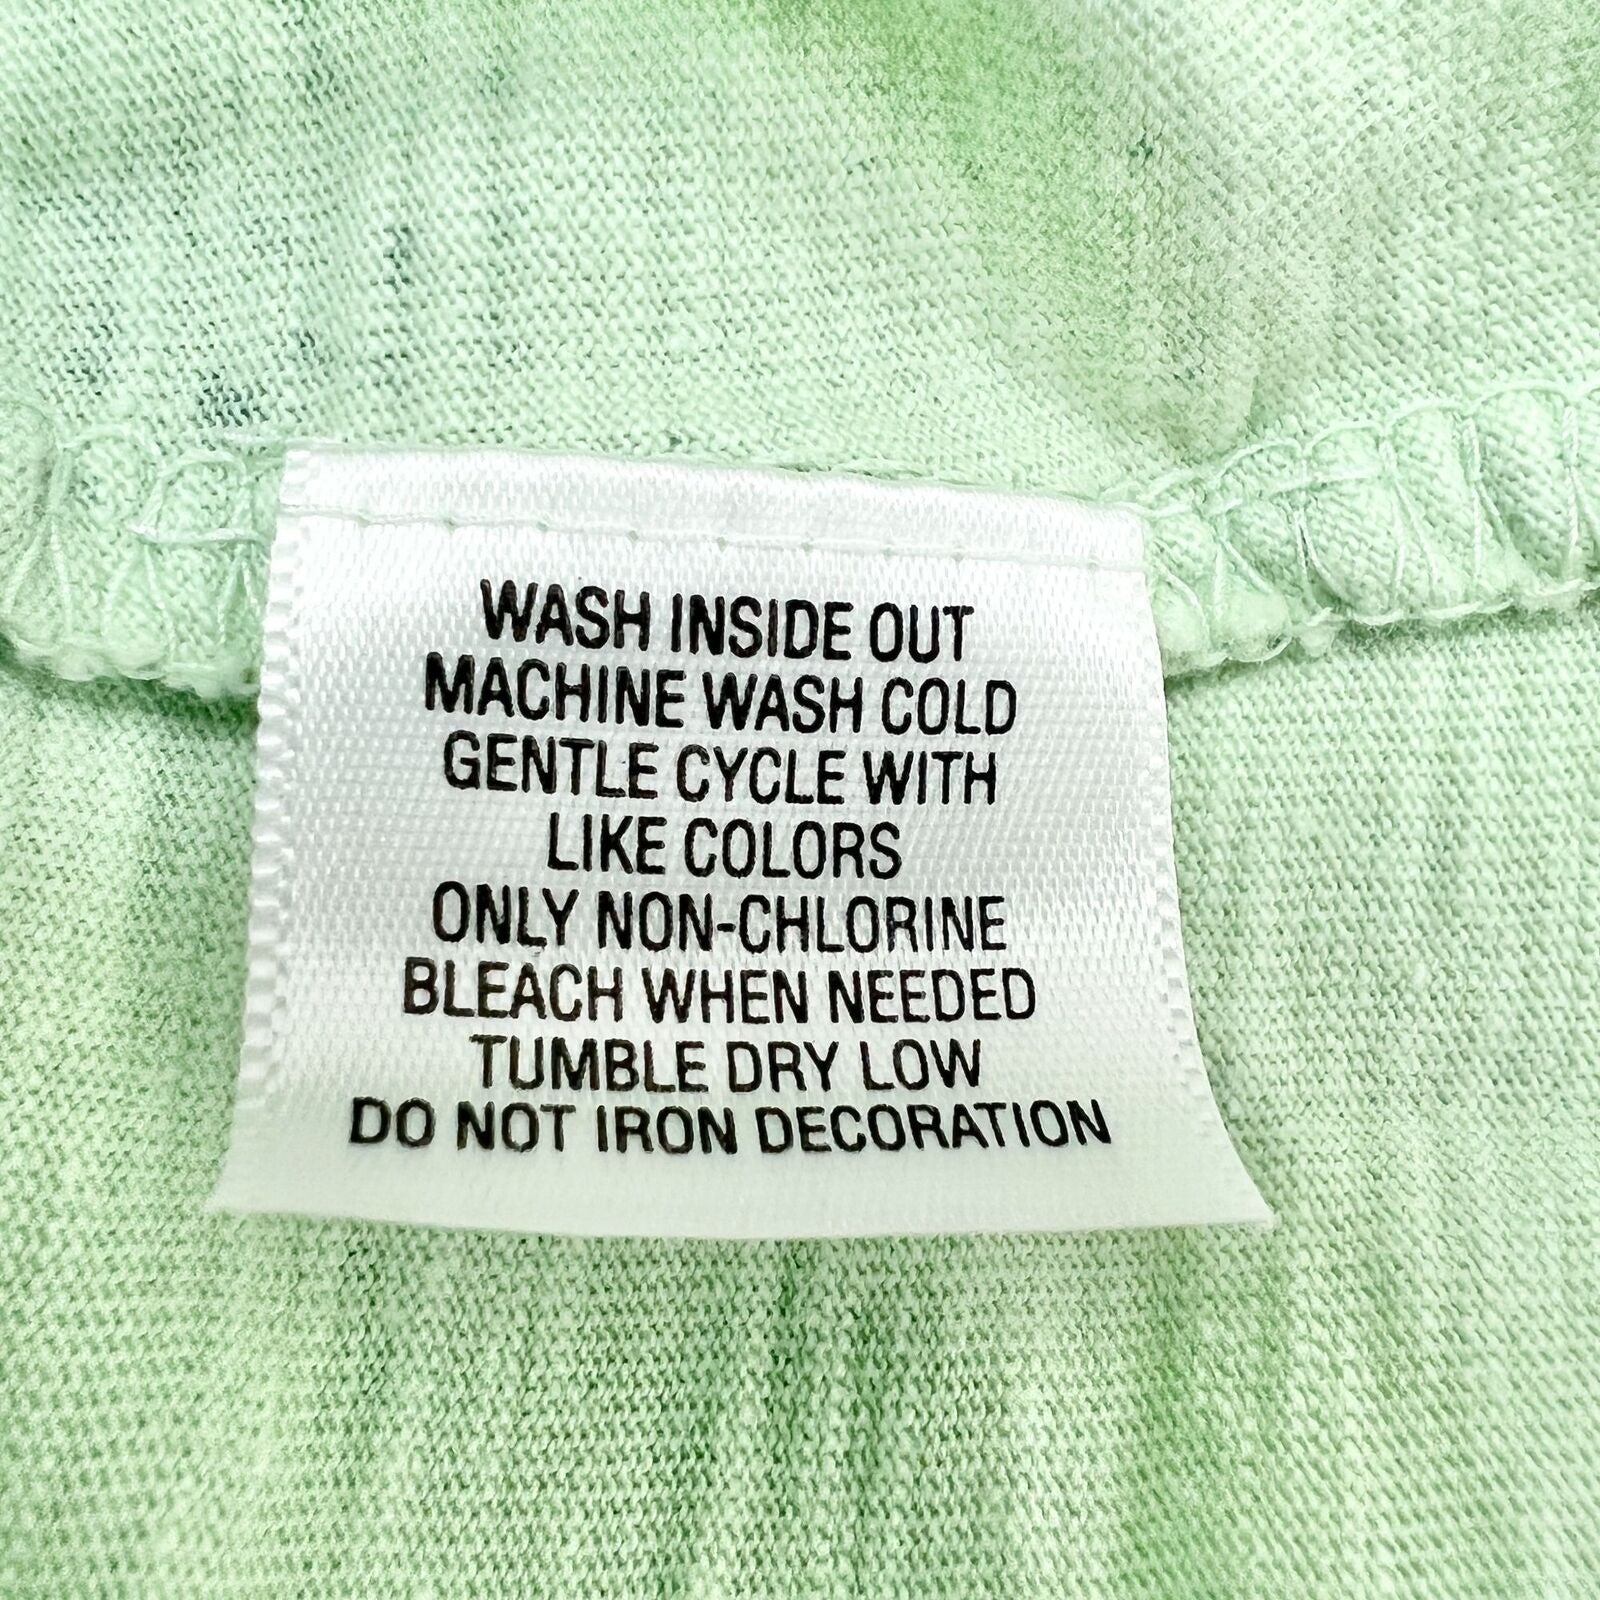 WASH INSIDE OUT
MACHINE WASH COLD
GENTLE CYCLE WITH
LIKE COLORS
ONLY NON-CHLORINE
BLEACH WHEN NEEDED
TUMBLE DRY LOW
DO NOT IRON DECORATION